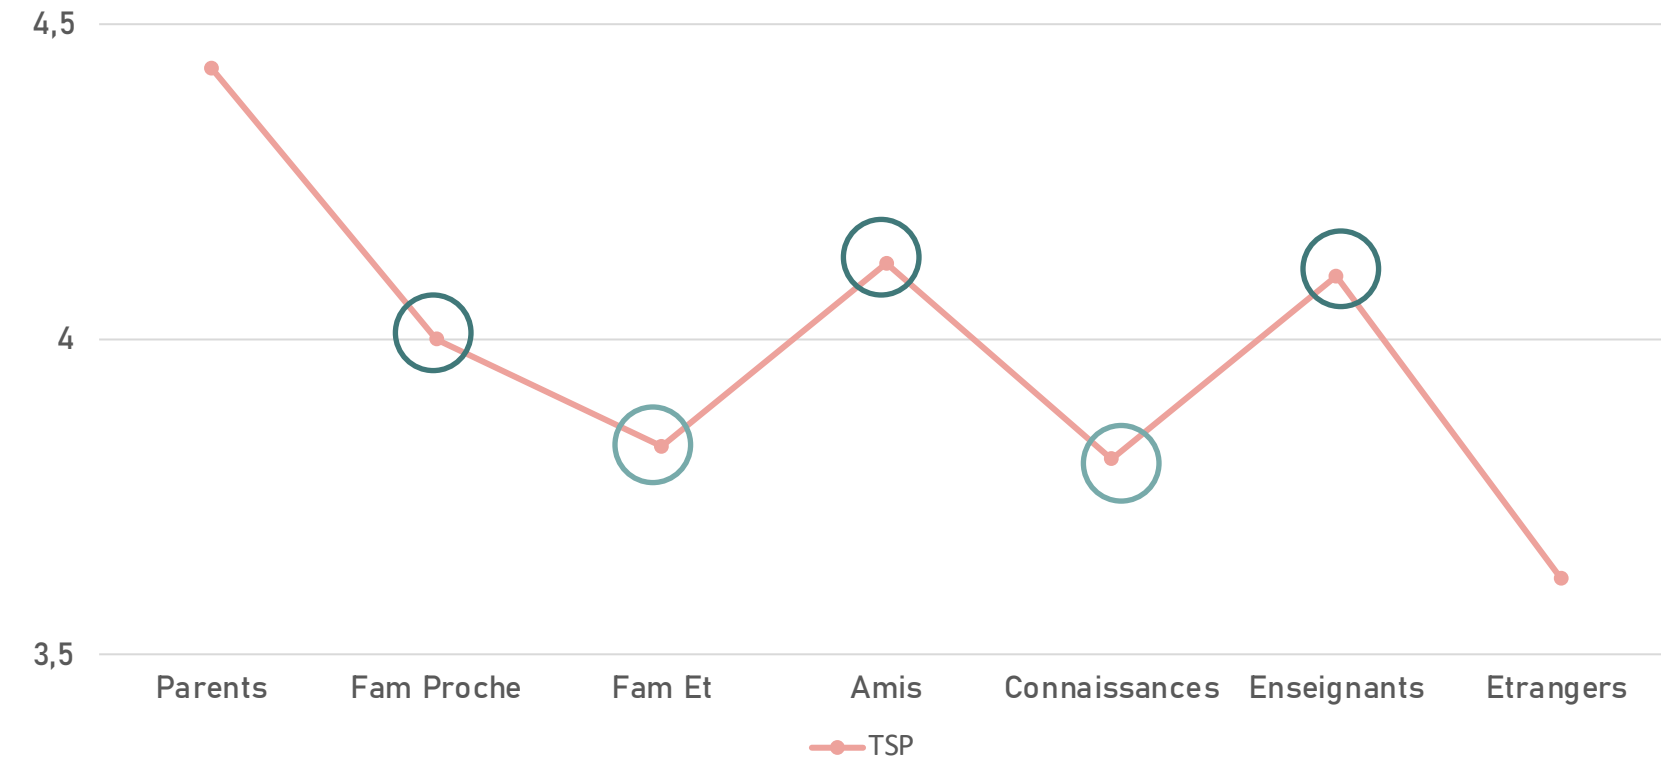 4,5
4
3,5
Parents Fam Proche Fam Et Amis Connaissances Enseignants Etrangers
TSP